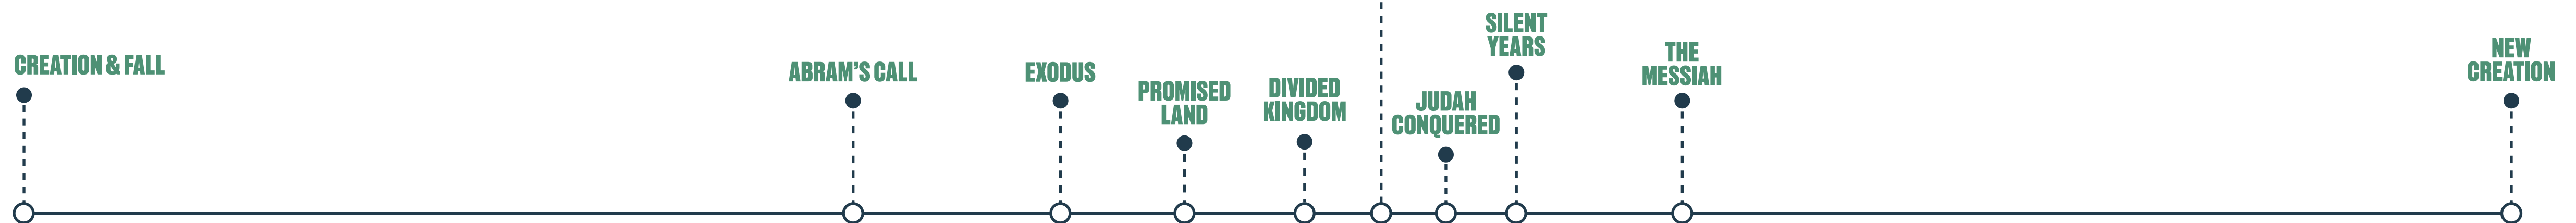 CREATION & FALL
ABRAM'S CALL
EXODUS
PROMISED
LAND
DIVIDED
KINGDOM
JUDAH
CONQUERED
SILENT
YEARS
THE
MESSIAH
NEW
CREATION